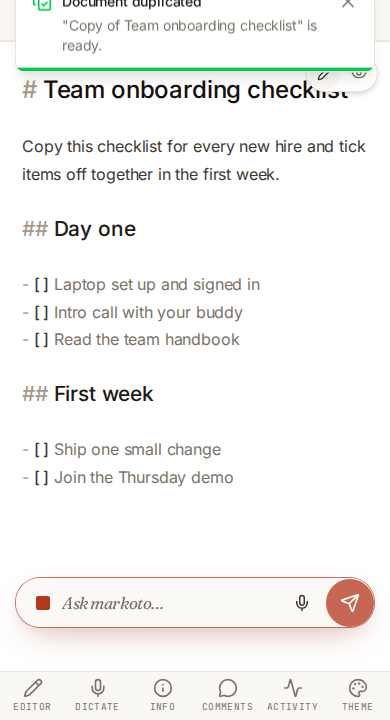 Document duplicated
"Copy of Team onboarding checklist" is
ready.
# Team onboarding checklist
Copy this checklist for every new hire and tick
items off together in the first week.
## Day one
- [ ] Laptop set up and signed in
- [ ] Intro call with your buddy
- [ ] Read the team handbook
## First week
- [ ] Ship one small change
- [ ] Join the Thursday demo
Ask markoto...
EDITOR DICTATE INFO COMMENTS ACTIVITY THEME